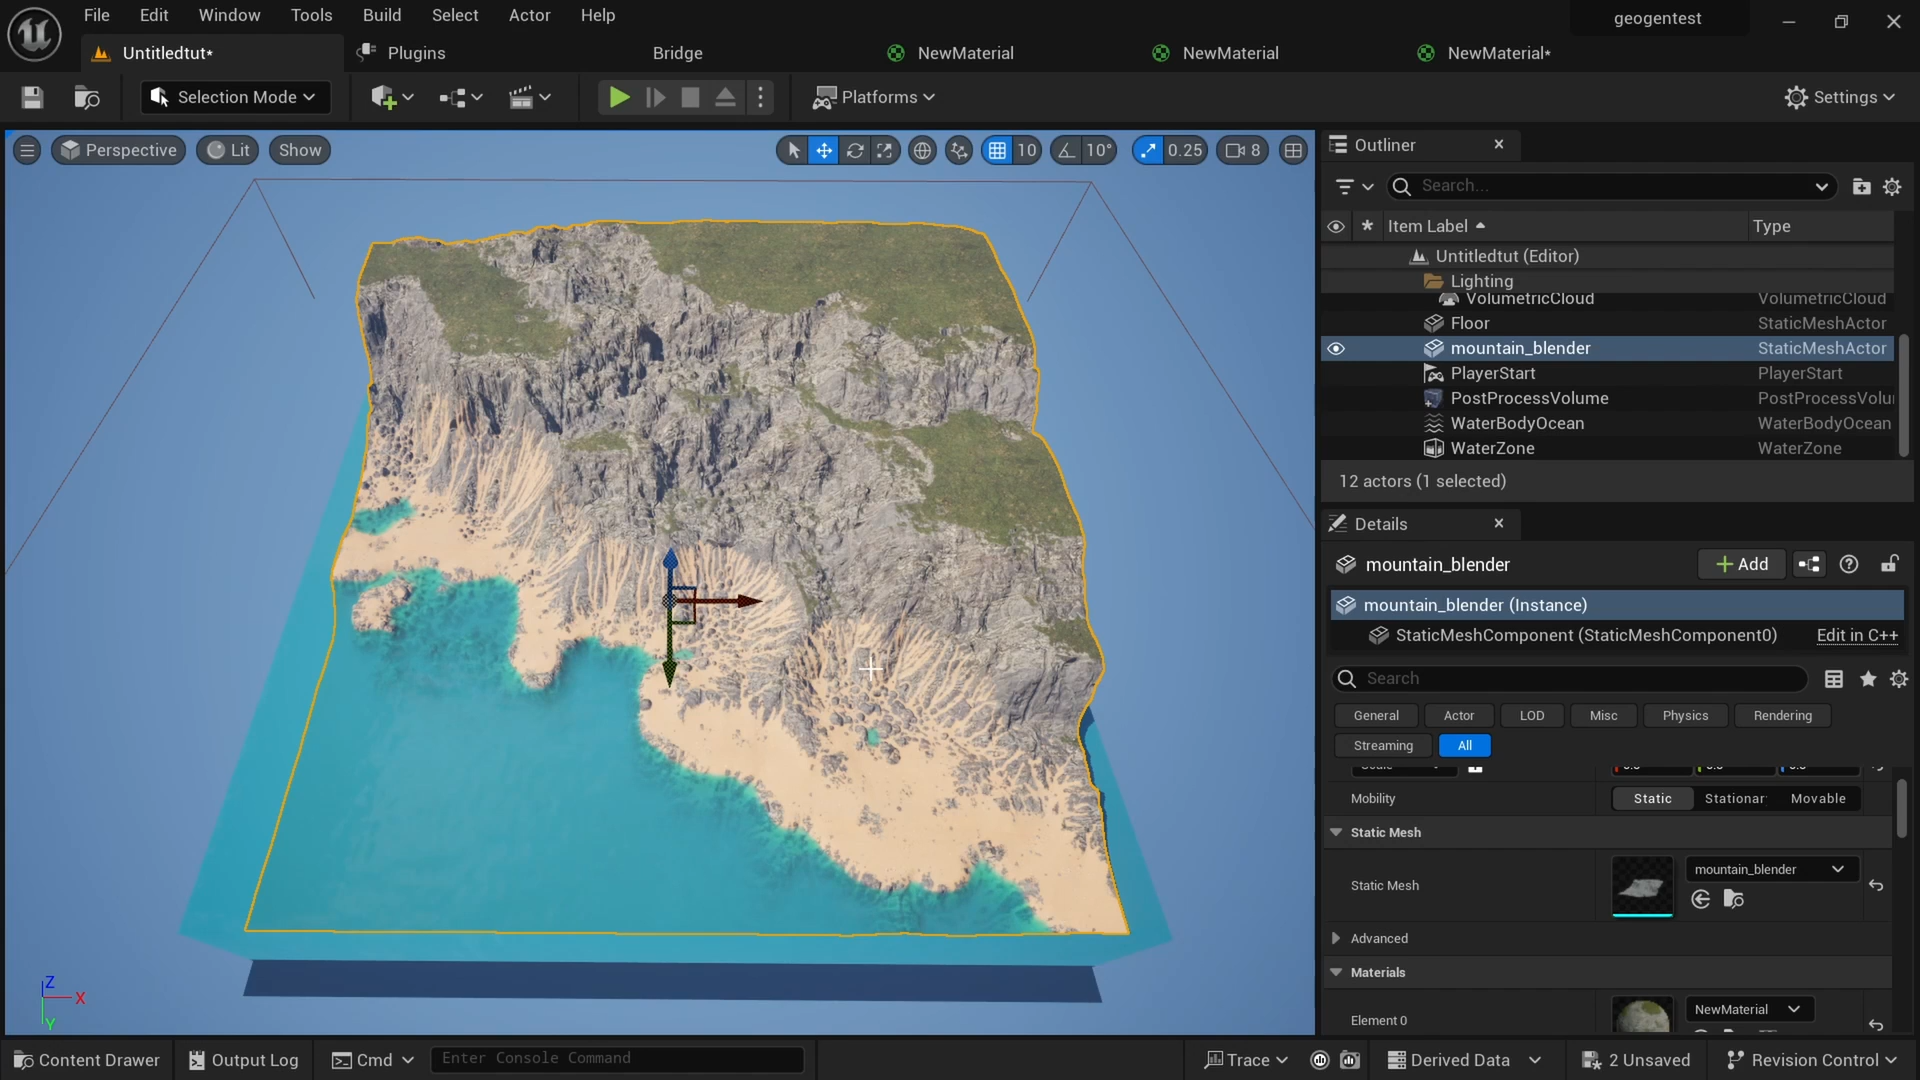 File Edit Window Tools Build Select Actor Help
geogentest
Untitledtut*
Plugins
Bridge
NewMaterial
NewMaterial
NewMaterial*
Selection Mode
Platforms
Settings
Perspective
Lit
Show
10
10°
0.25
8
Outliner
Search...
Item Label
Type
Untitledtut (Editor)
Lighting
VolumetricCloud VolumetricCloud
Floor StaticMeshActor
mountain_blender StaticMeshActor
PlayerStart PlayerStart
PostProcessVolume PostProcessVolu
WaterBodyOcean WaterBodyOcean
WaterZone WaterZone
12 actors (1 selected)
Details
mountain_blender
+ Add
mountain_blender (Instance)
StaticMeshComponent (StaticMeshComponent0) Edit in C++
Search
General Actor LOD Misc Physics Rendering
Streaming All
Mobility Static Stationar Movable
Static Mesh
Static Mesh mountain_blender
Advanced
Materials
Element 0 NewMaterial
Z
X
Y
Content Drawer
Output Log
Cmd
Enter Console Command
Trace
Derived Data
2 Unsaved
Revision Control